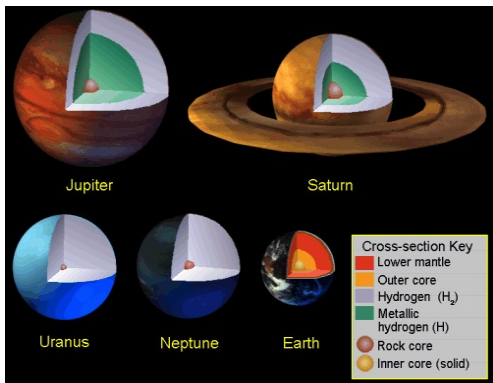 Jupiter
Saturn
Uranus
Neptune
Earth
Cross-section Key
Lower mantle
Outer core
Hydrogen (H₂)
Metallic
hydrogen (H)
Rock core
Inner core (solid)